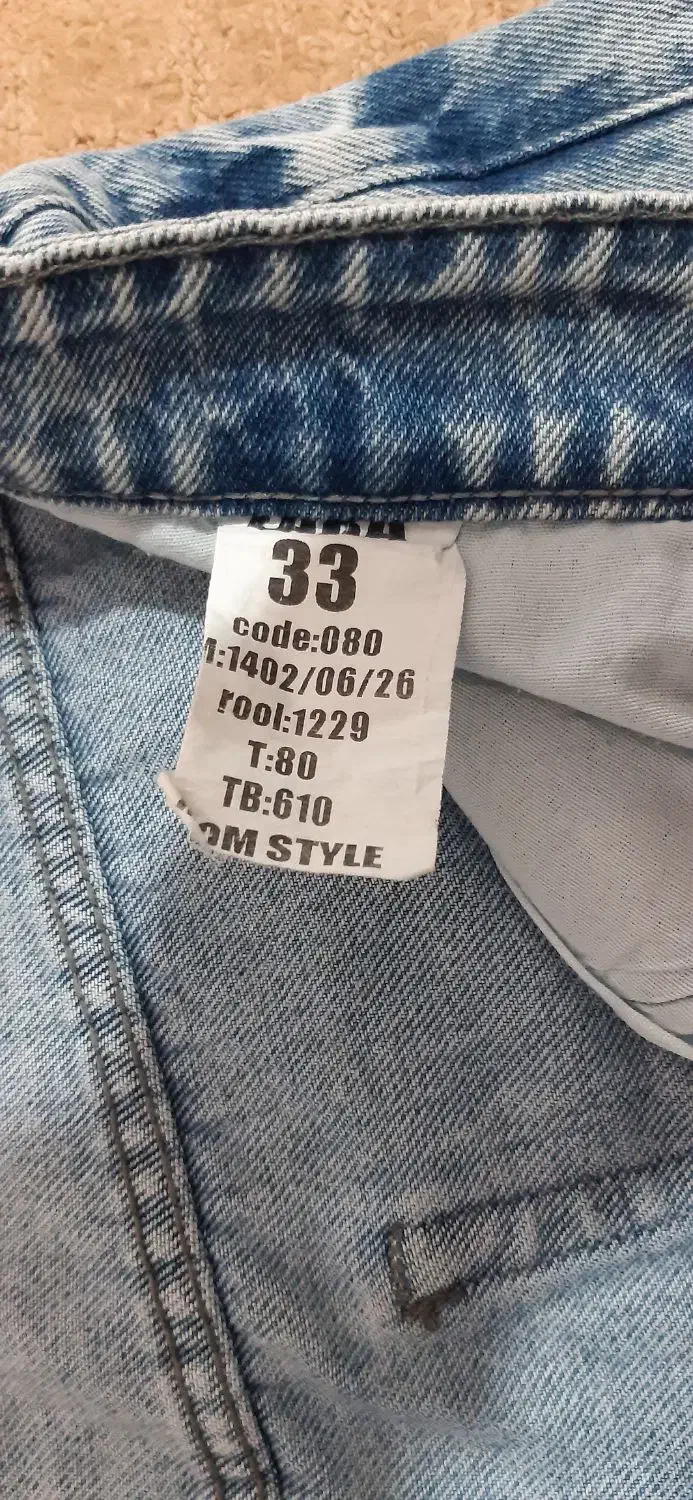 33
code:080
:1402/06/26
rool:1229
T:80
TB:610
STYLE